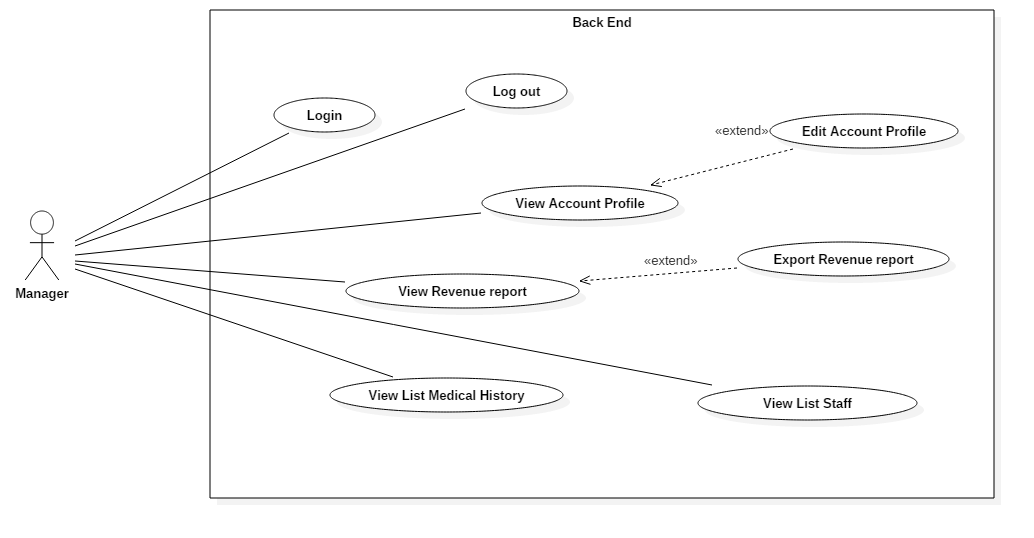 Back End
Log out
Login
«extend»
Edit Account Profile
View Account Profile
«extend»
Export Revenue report
Manager
View Revenue report
View List Medical History
View List Staff